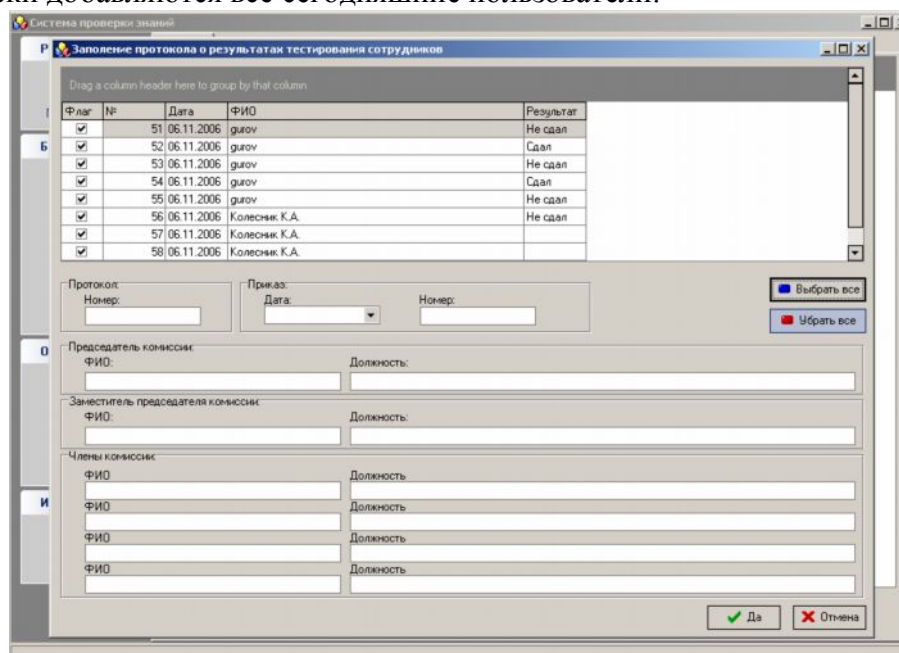 ски добавляются все сегодняшние пользователи.
Система проверки знаний
Р
Заполение протокола о результатах тестирования сотрудников
Drag a column header here to group by that column
Флаг № Дата ФИО Результат
51 06.11.2006 gurov Не сдал
Б 52 06.11.2006 gurov Сдал
53 06.11.2006 gurov Не сдал
54 06.11.2006 gurov Сдал
55 06.11.2006 gurov Не сдал
56 06.11.2006 Колесник К.А. Не сдал
57 06.11.2006 Колесник К.А.
58 06.11.2006 Колесник К.А.
Протокол: Приказ: Выбрать все
Номер: Дата: Номер:
Убрать все
О Председатель комиссии:
ФИО: Должность:
Заместитель председателя комиссии:
ФИО: Должность:
Члены комиссии:
ФИО Должность
И ФИО Должность
ФИО Должность
ФИО Должность
Да Отмена